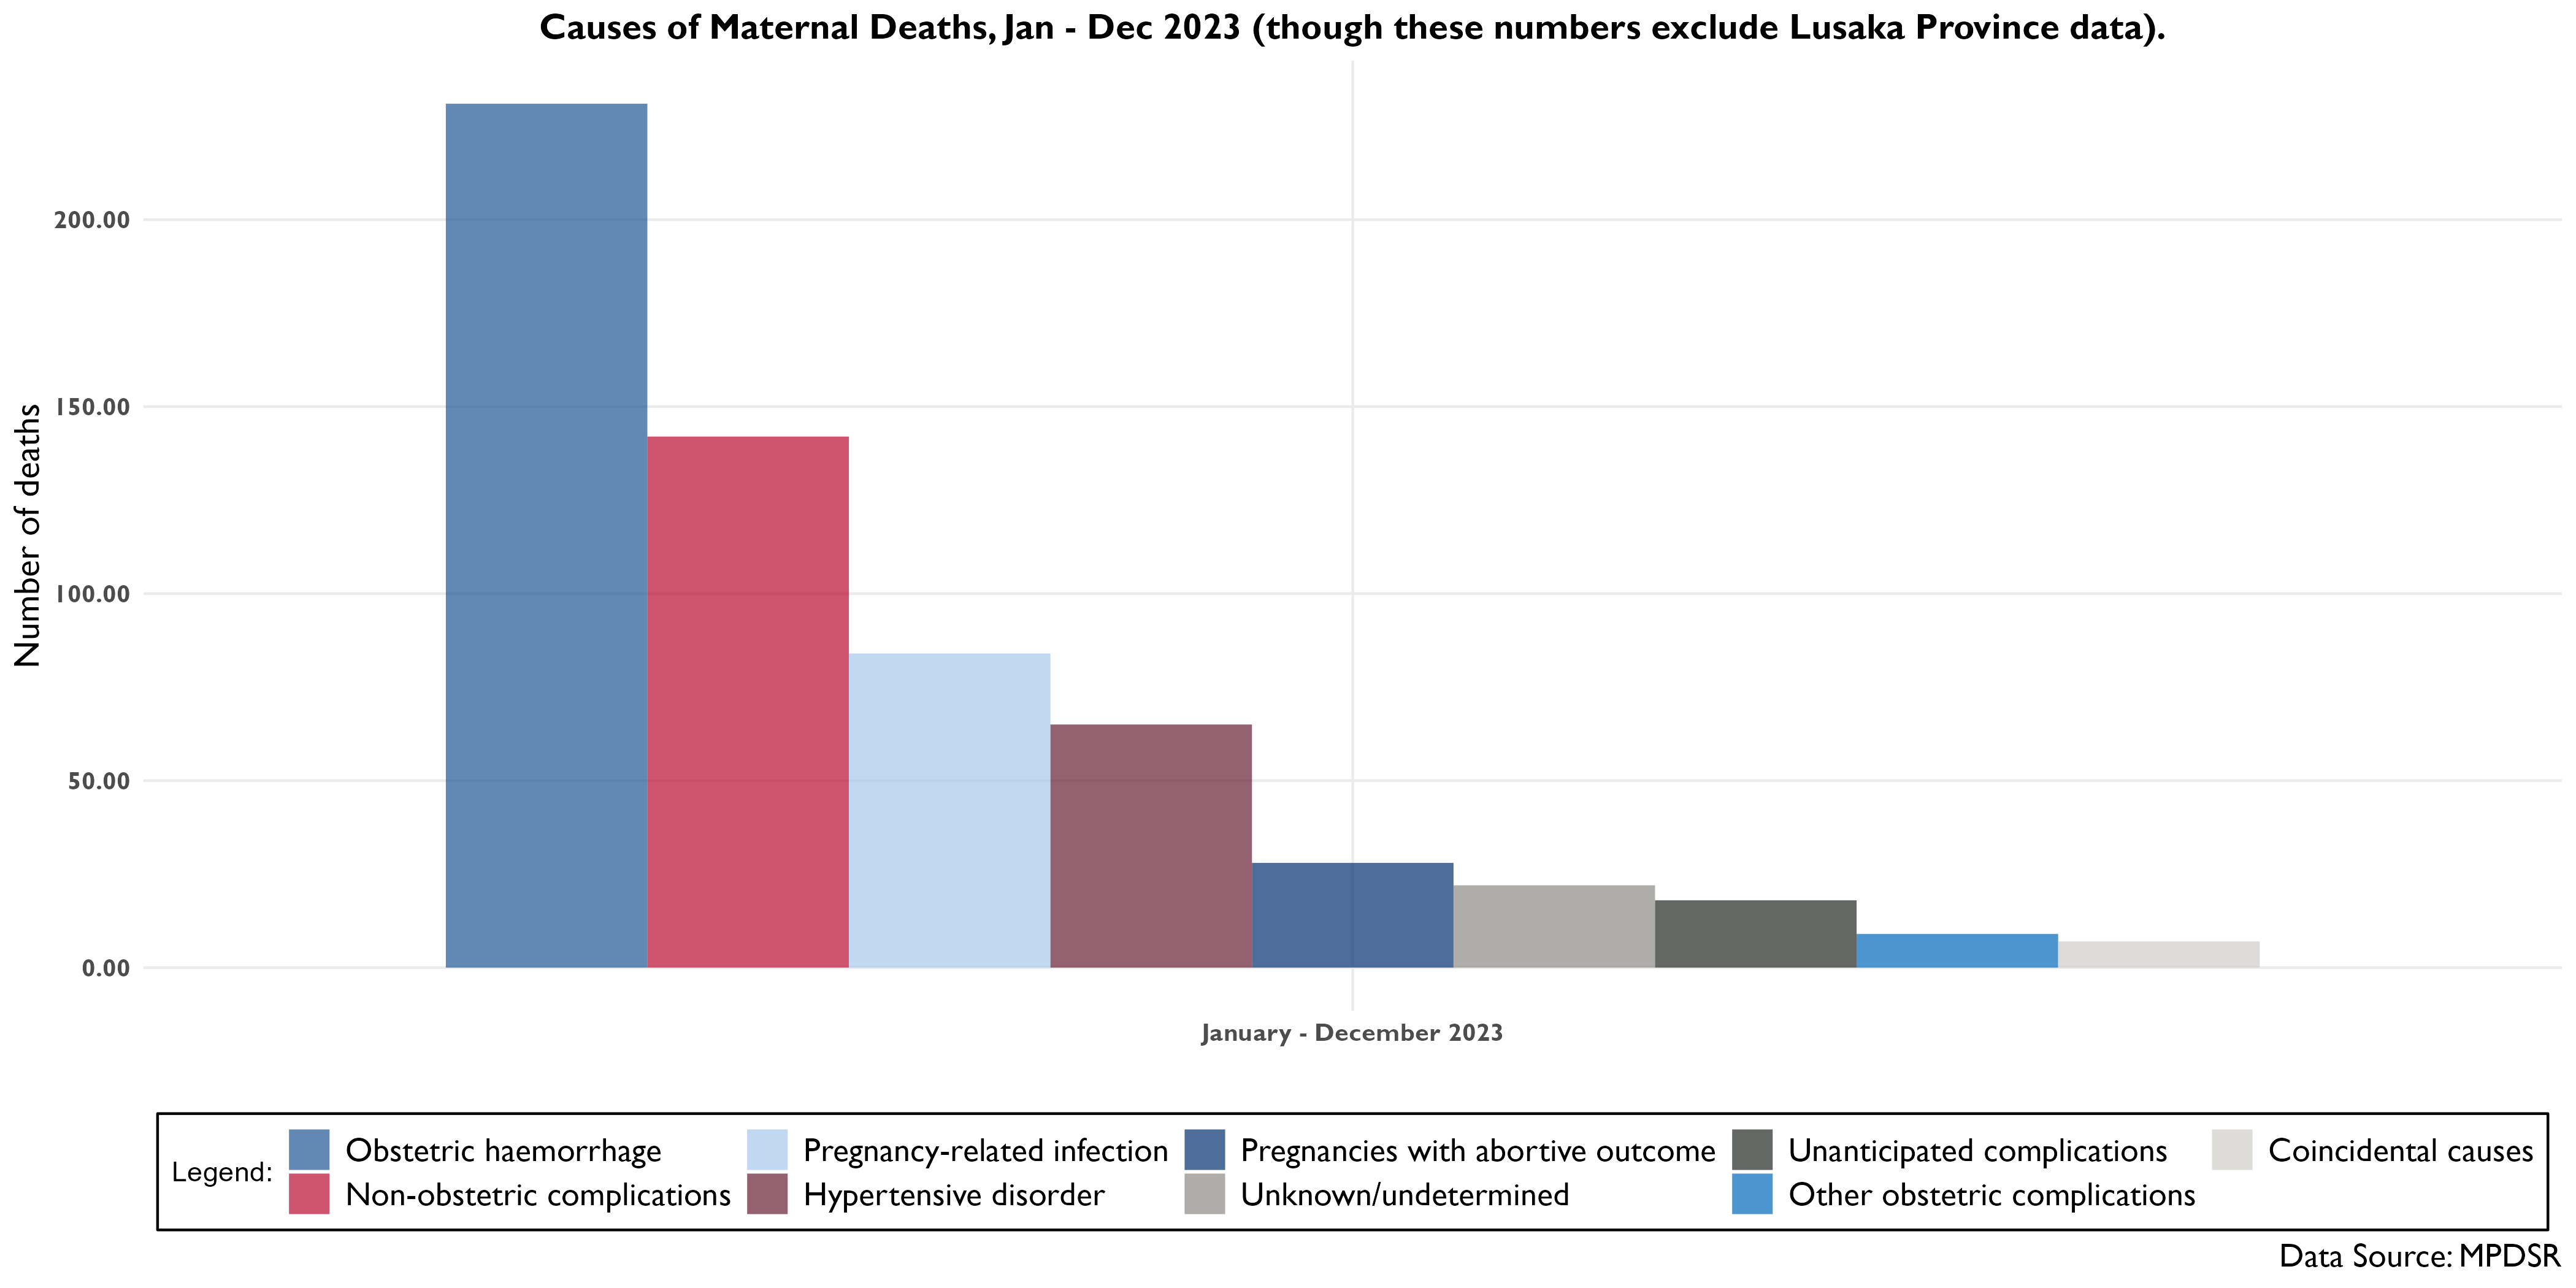 Causes of Maternal Deaths, Jan - Dec 2023 (though these numbers exclude Lusaka Province data).
Number of deaths
200.00
150.00
100.00
50.00
0.00
January - December 2023
Legend:
Obstetric haemorrhage
Non-obstetric complications
Pregnancy-related infection
Hypertensive disorder
Pregnancies with abortive outcome
Unknown/undetermined
Unanticipated complications
Other obstetric complications
Coincidental causes
Data Source: MPDSR